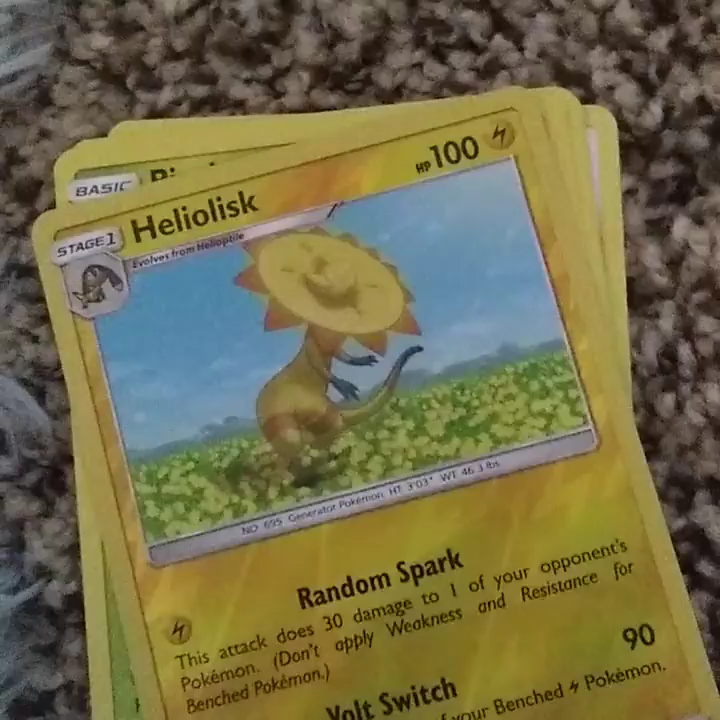 BASIC
STAGE1 Heliolisk HP 100
Evolves from Helioptile
NO. 695 Generator Pokémon HT: 3'03" WT: 46.3 lbs
Random Spark
This attack does 30 damage to 1 of your opponent's
Pokémon. (Don't apply Weakness and Resistance for
Benched Pokémon.)
Volt Switch 90
your Benched Pokémon.